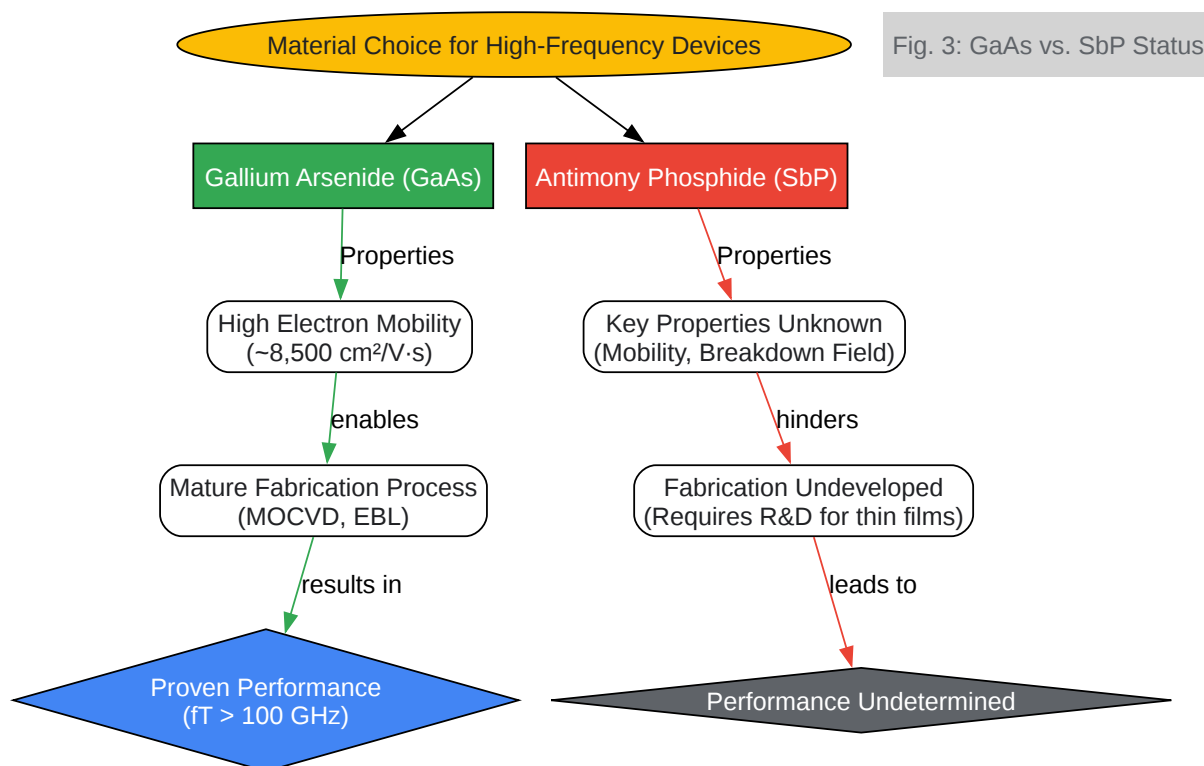 Material Choice for High-Frequency Devices
Fig. 3: GaAs vs. SbP Status
Gallium Arsenide (GaAs)
Antimony Phosphide (SbP)
Properties
Properties
High Electron Mobility
(~8,500 cm²/V·s)
Key Properties Unknown
(Mobility, Breakdown Field)
enables
hinders
Mature Fabrication Process
(MOCVD, EBL)
Fabrication Undeveloped
(Requires R&D for thin films)
results in
leads to
Proven Performance
(fT > 100 GHz)
Performance Undetermined